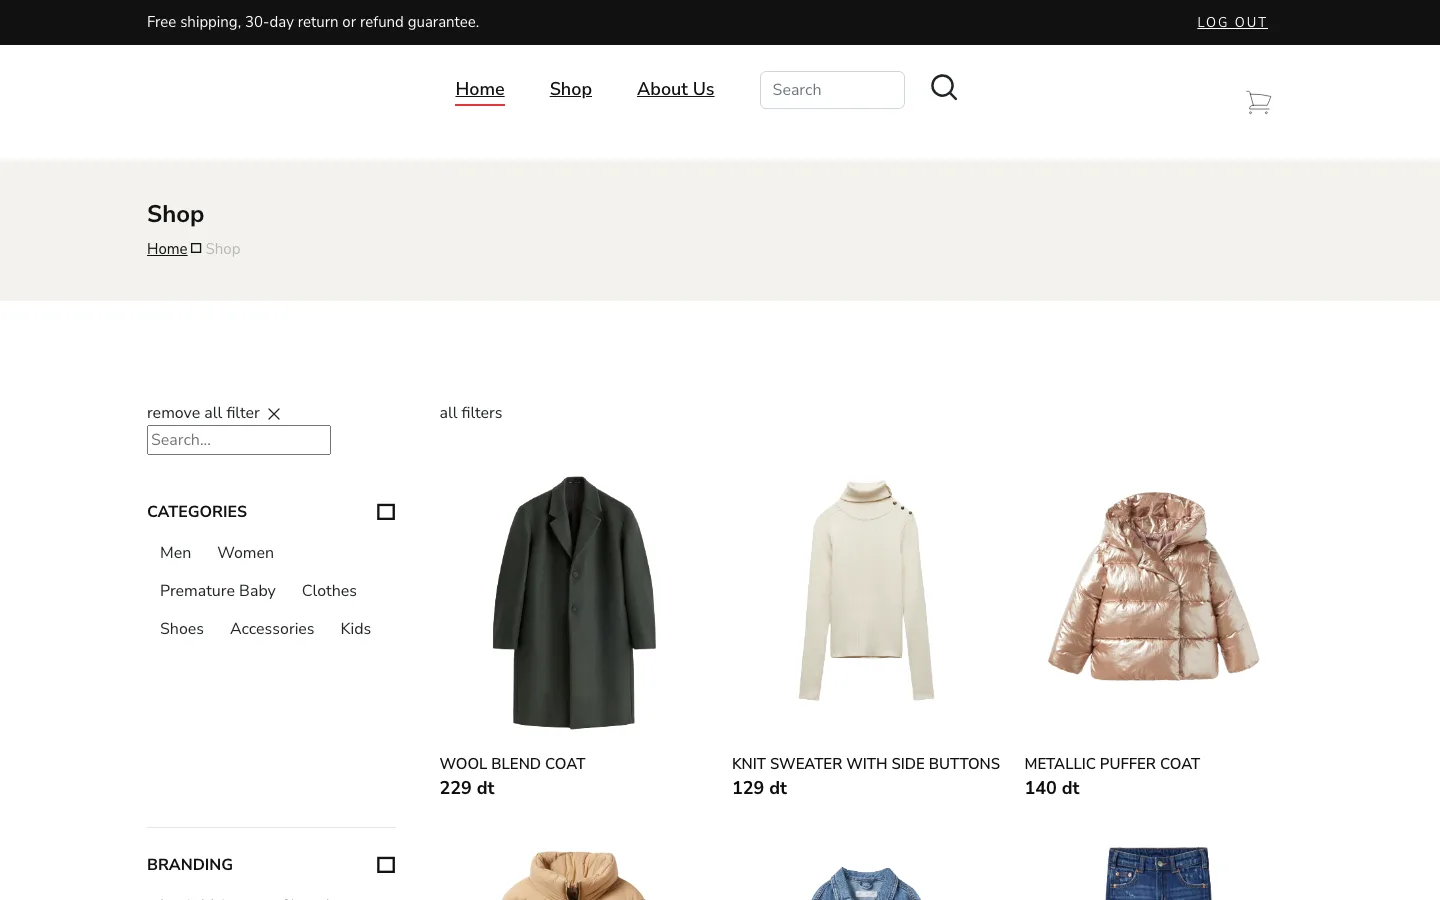 Free shipping, 30-day return or refund guarantee.
LOG OUT
Home
Shop
About Us
Search
Shop
Home Shop
remove all filter
all filters
Search...
CATEGORIES
Men Women
Premature Baby Clothes
Shoes Accessories Kids
WOOL BLEND COAT
229 dt
KNIT SWEATER WITH SIDE BUTTONS
129 dt
METALLIC PUFFER COAT
140 dt
BRANDING